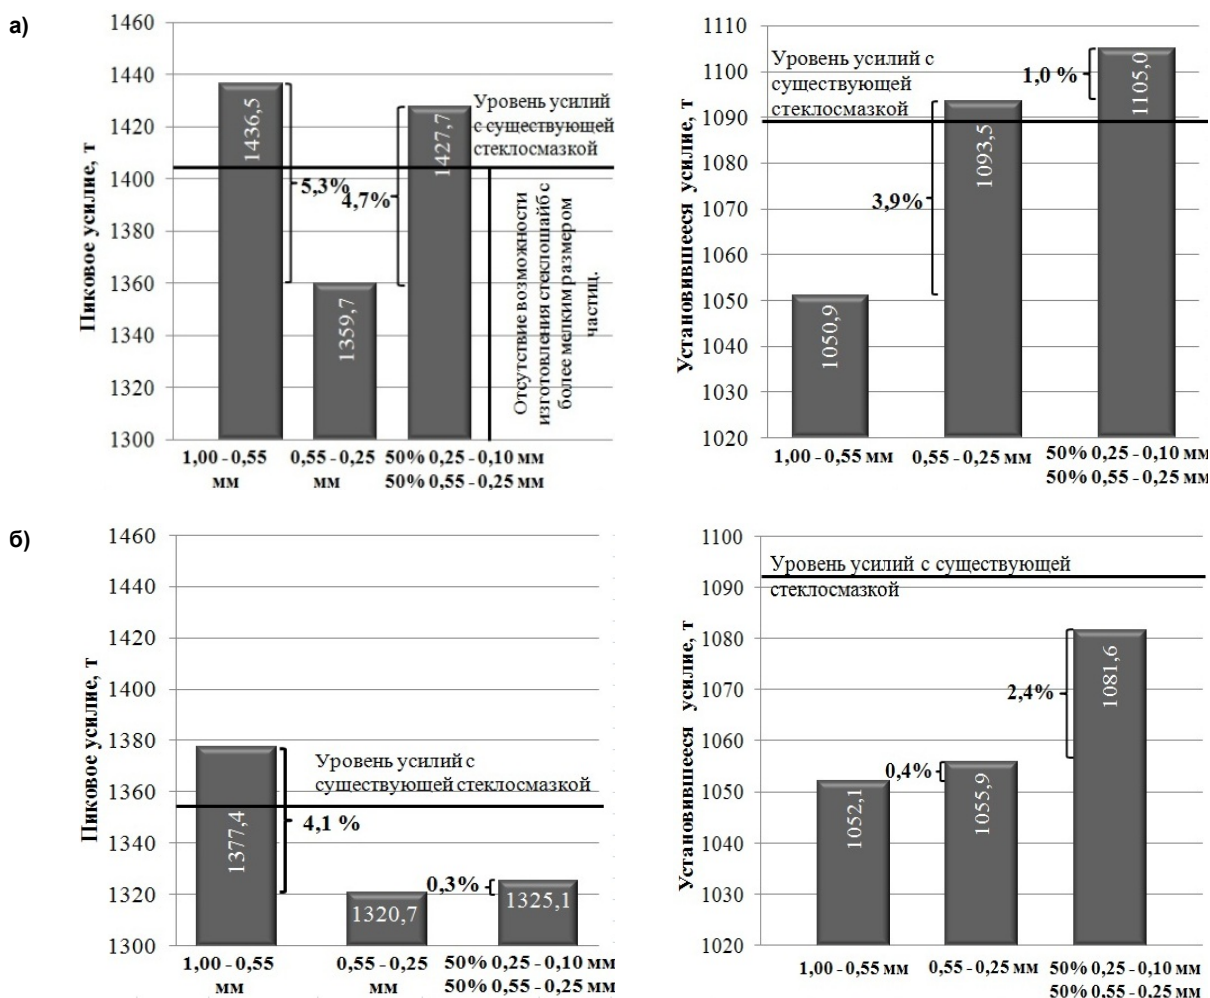 а)
Пиковое усилие, т
1460
1440
1420
1400
1380
1360
1340
1320
1300
1436,5
1359,7
1427,7
5,3%
4,7%
Уровень усилий
с существующей
стеклосмазкой
Отсутствие возможности
изготовления стеклошайб с
более мелким размером
частиц.
1,00 - 0,55
мм
0,55 - 0,25
мм
50% 0,25 - 0,10 мм
50% 0,55 - 0,25 мм
Установившееся усилие, т
1110
1100
1090
1080
1070
1060
1050
1040
1030
1020
Уровень усилий с
существующей
стеклосмазкой
1050,9
1093,5
1105,0
3,9%
1,0 %
1,00 - 0,55 мм
0,55 - 0,25 мм
50% 0,25 - 0,10 мм
50% 0,55 - 0,25 мм
б)
Пиковое усилие, т
1460
1440
1420
1400
1380
1360
1340
1320
1300
Уровень усилий с
существующей стеклосмазкой
1377,4
4,1 %
1320,7
0,3%
1325,1
1,00 - 0,55
мм
0,55 - 0,25
мм
50% 0,25 - 0,10 мм
50% 0,55 - 0,25 мм
Установившееся усилие, т
1100
1090
1080
1070
1060
1050
1040
1030
1020
Уровень усилий с существующей
стеклосмазкой
1052,1
0,4%
1055,9
2,4%
1081,6
1,00 - 0,55 мм
0,55 - 0,25 мм
50% 0,25 - 0,10 мм
50% 0,55 - 0,25 мм